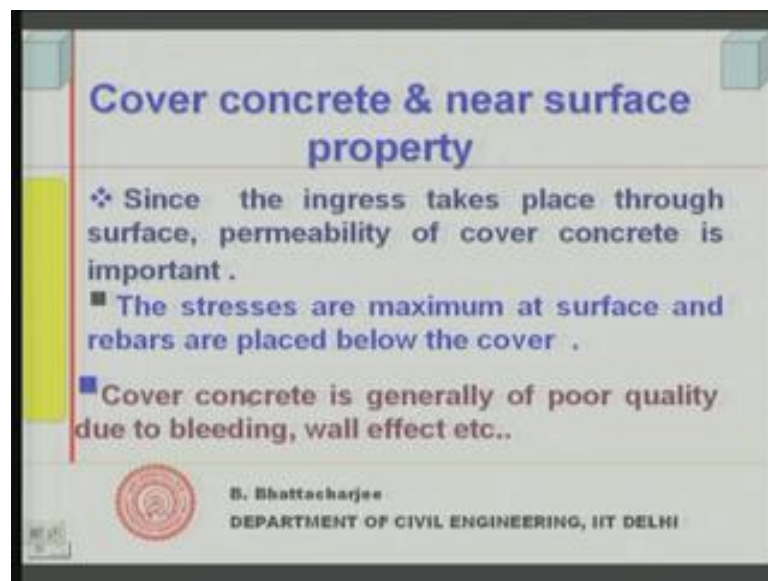 Cover concrete & near surface
property
❖ Since the ingress takes place through
surface, permeability of cover concrete is
important .
▪ The stresses are maximum at surface and
rebars are placed below the cover .
▪Cover concrete is generally of poor quality
due to bleeding, wall effect etc..
B. Bhattacharjee
DEPARTMENT OF CIVIL ENGINEERING, IIT DELHI